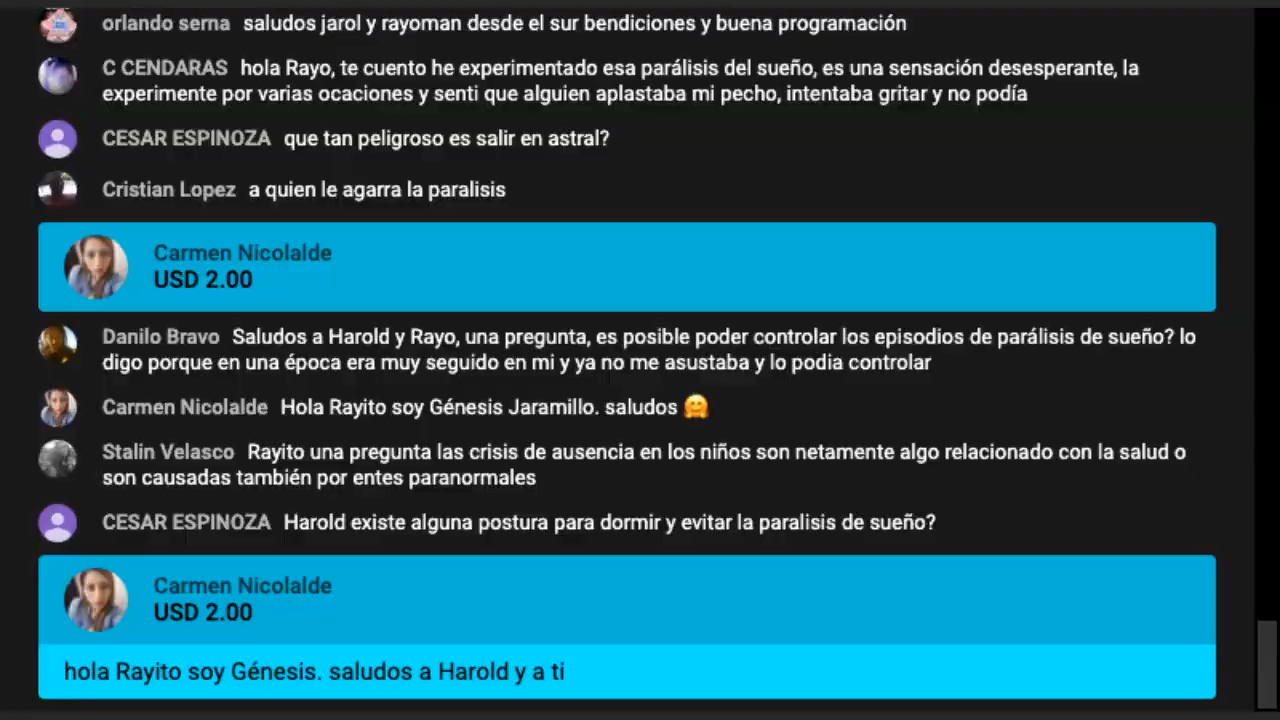 orlando serna saludos jarol y rayoman desde el sur bendiciones y buena programación
C CENDARAS hola Rayo, te cuento he experimentado esa parálisis del sueño, es una sensación desesperante, la
experimente por varias ocaciones y senti que alguien aplastaba mi pecho, intentaba gritar y no podía
CESAR ESPINOZA que tan peligroso es salir en astral?
Cristian Lopez a quien le agarra la paralisis
Carmen Nicolalde
USD 2.00
Danilo Bravo Saludos a Harold y Rayo, una pregunta, es posible poder controlar los episodios de parálisis de sueño? lo
digo porque en una época era muy seguido en mi y ya no me asustaba y lo podia controlar
Carmen Nicolalde Hola Rayito soy Génesis Jaramillo. saludos 🤗
Stalin Velasco Rayito una pregunta las crisis de ausencia en los niños son netamente algo relacionado con la salud o
son causadas también por entes paranormales
CESAR ESPINOZA Harold existe alguna postura para dormir y evitar la paralisis de sueño?
Carmen Nicolalde
USD 2.00
hola Rayito soy Génesis. saludos a Harold y a ti